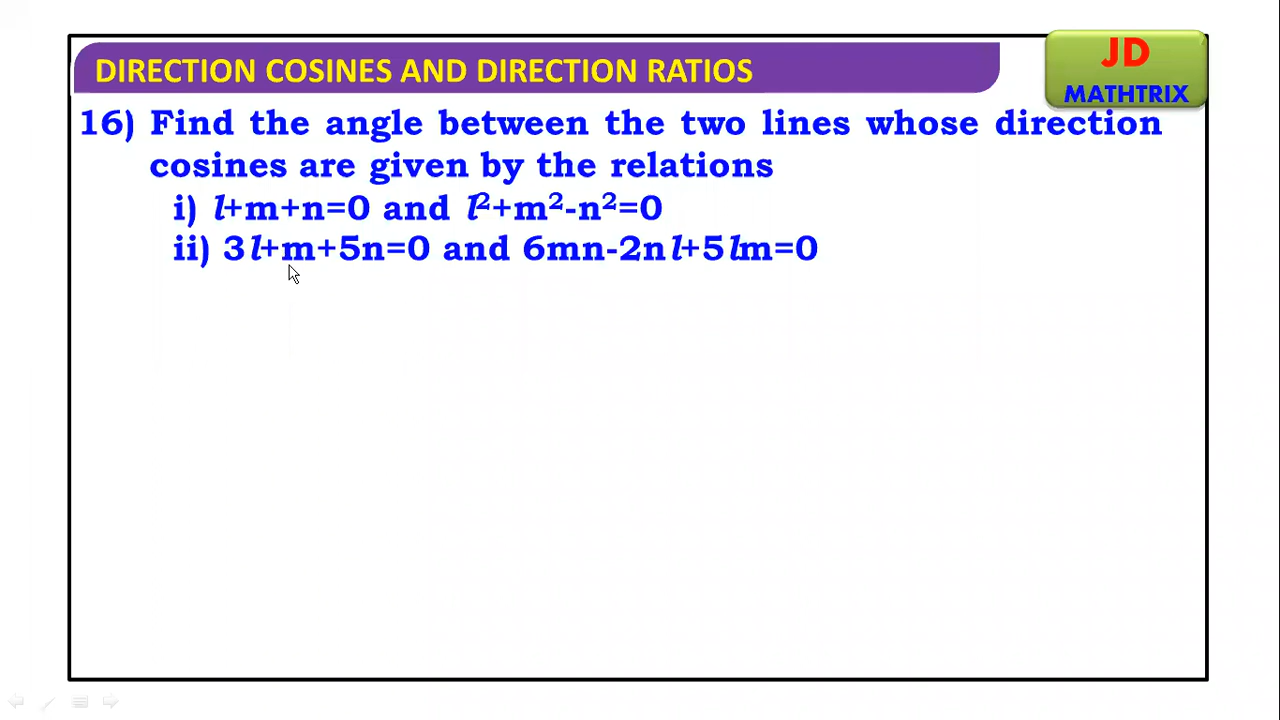 DIRECTION COSINES AND DIRECTION RATIOS
JD
MATHTRIX
16) Find the angle between the two lines whose direction
cosines are given by the relations
i) l+m+n=0 and l²+m²-n²=0
ii) 3l+m+5n=0 and 6mn-2nl+5lm=0